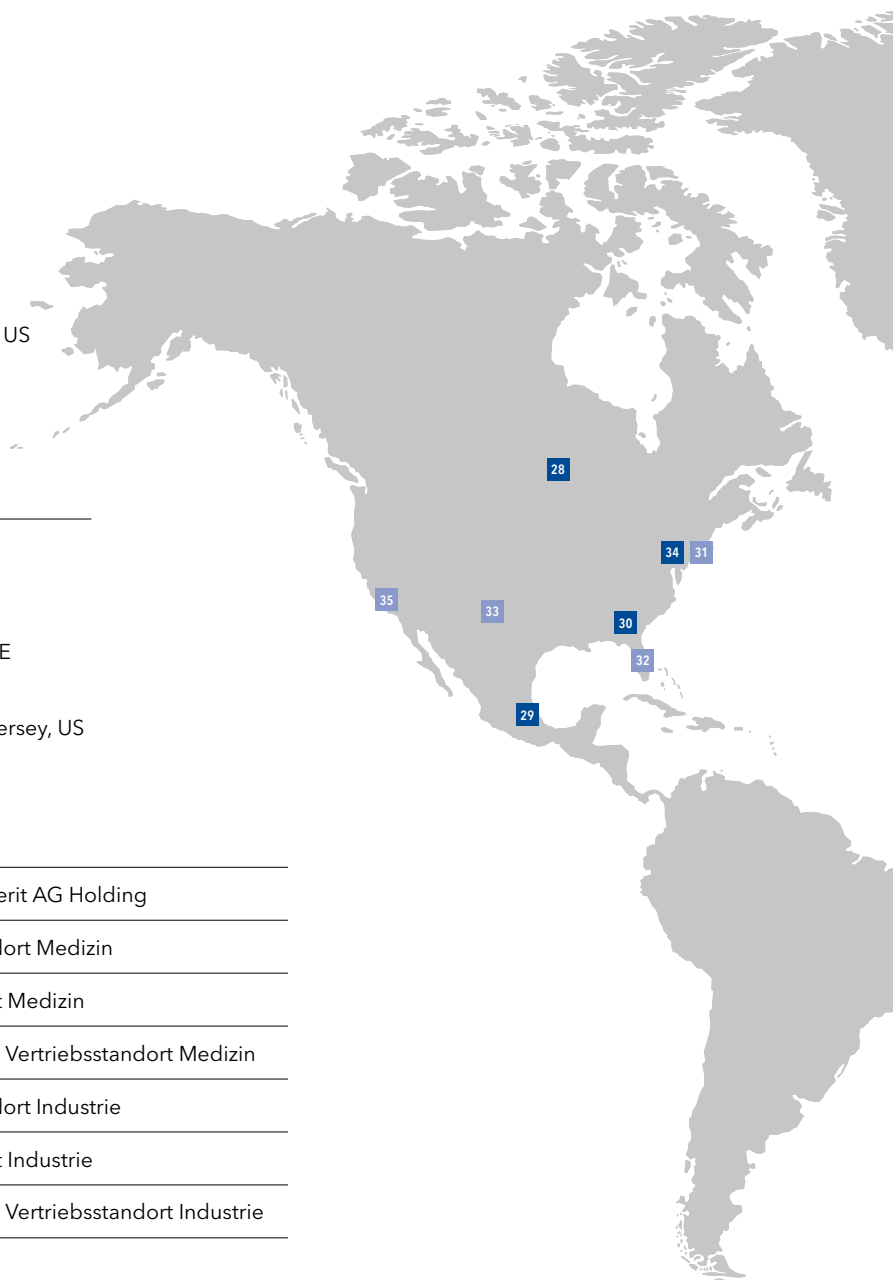 US
28
34 31
35
33
30
E
32
29
ersey, US
erit AG Holding
lort Medizin
t Medizin
Vertriebsstandort Medizin
lort Industrie
t Industrie
Vertriebsstandort Industrie